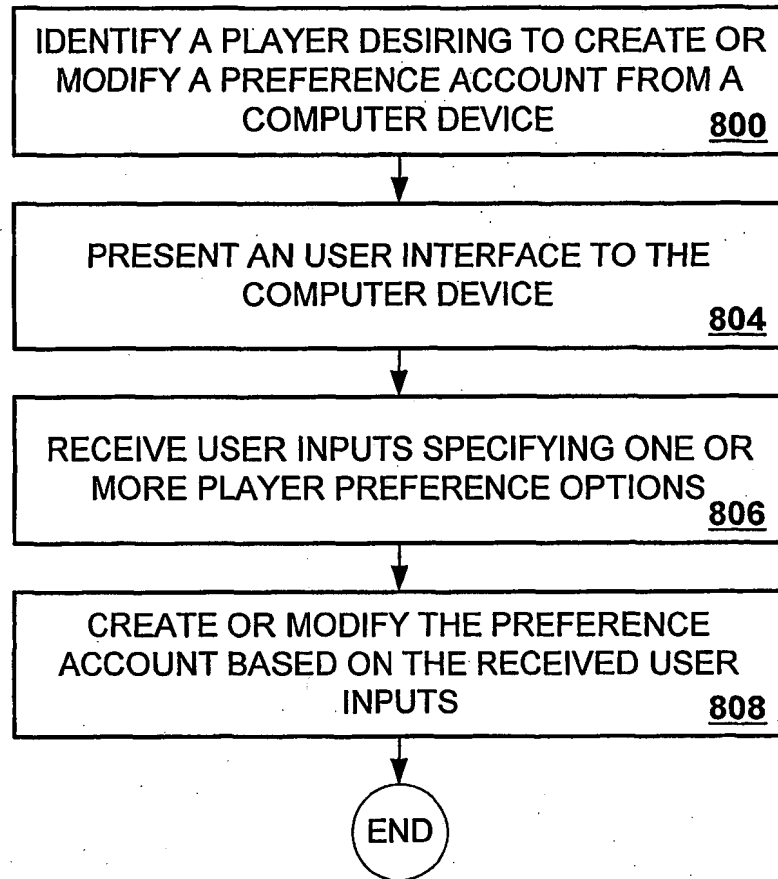 IDENTIFY A PLAYER DESIRING TO CREATE OR
MODIFY A PREFERENCE ACCOUNT FROM A
COMPUTER DEVICE
800
PRESENT AN USER INTERFACE TO THE
COMPUTER DEVICE
804
RECEIVE USER INPUTS SPECIFYING ONE OR
MORE PLAYER PREFERENCE OPTIONS
806
CREATE OR MODIFY THE PREFERENCE
ACCOUNT BASED ON THE RECEIVED USER
INPUTS
808
END